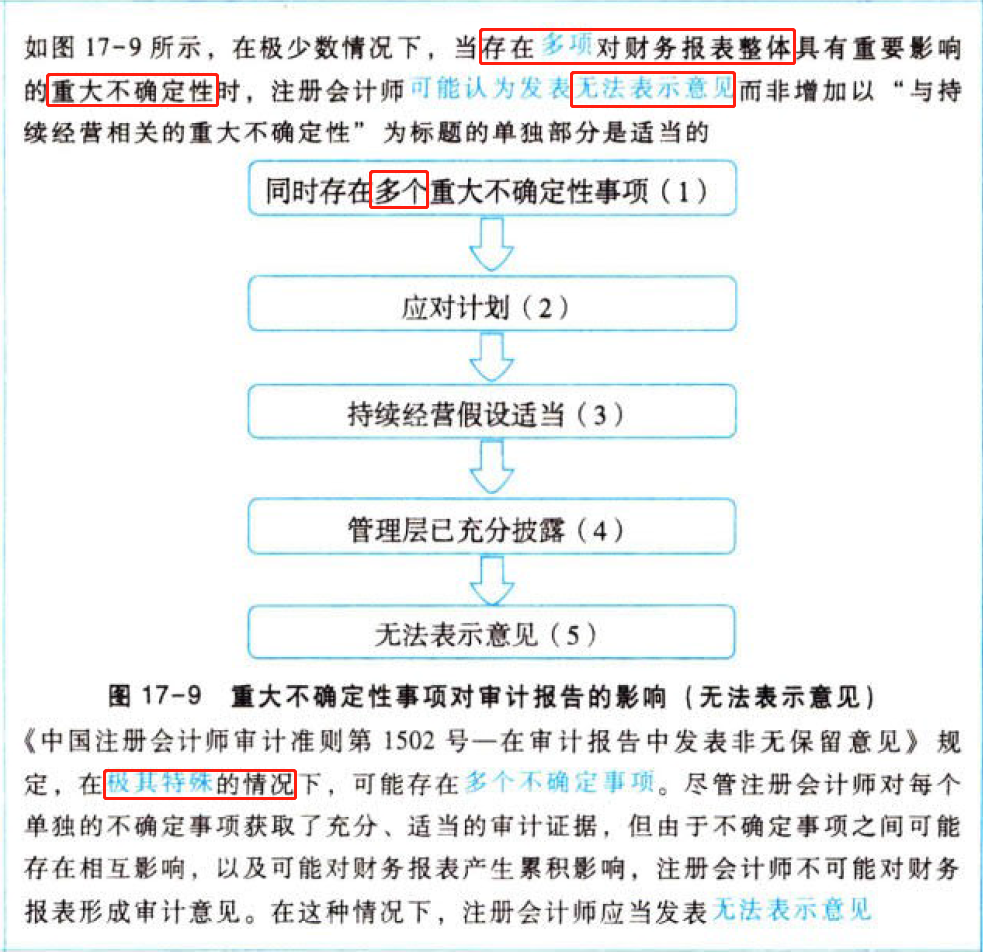 如图 17-9 所示，在极少数情况下，当存在多项对财务报表整体具有重要影响
的重大不确定性时，注册会计师可能认为发表无法表示意见而非增加以“与持
续经营相关的重大不确定性”为标题的单独部分是适当的
同时存在多个重大不确定性事项（1）
应对计划（2）
持续经营假设适当（3）
管理层已充分披露（4）
无法表示意见（5）
图 17-9 重大不确定性事项对审计报告的影响（无法表示意见）
《中国注册会计师审计准则第 1502 号—在审计报告中发表非无保留意见》规
定，在极其特殊的情况下，可能存在多个不确定事项。尽管注册会计师对每个
单独的不确定事项获取了充分、适当的审计证据，但由于不确定事项之间可能
存在相互影响，以及可能对财务报表产生累积影响，注册会计师不可能对财务
报表形成审计意见。在这种情况下，注册会计师应当发表无法表示意见